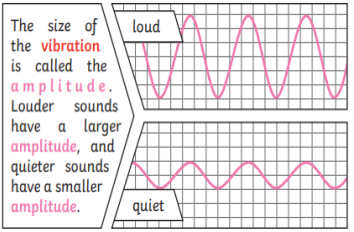 The size of
the vibration
is called the
amplitude.
Louder sounds
have a larger
amplitude, and
quieter sounds
have a smaller
amplitude.
loud
quiet